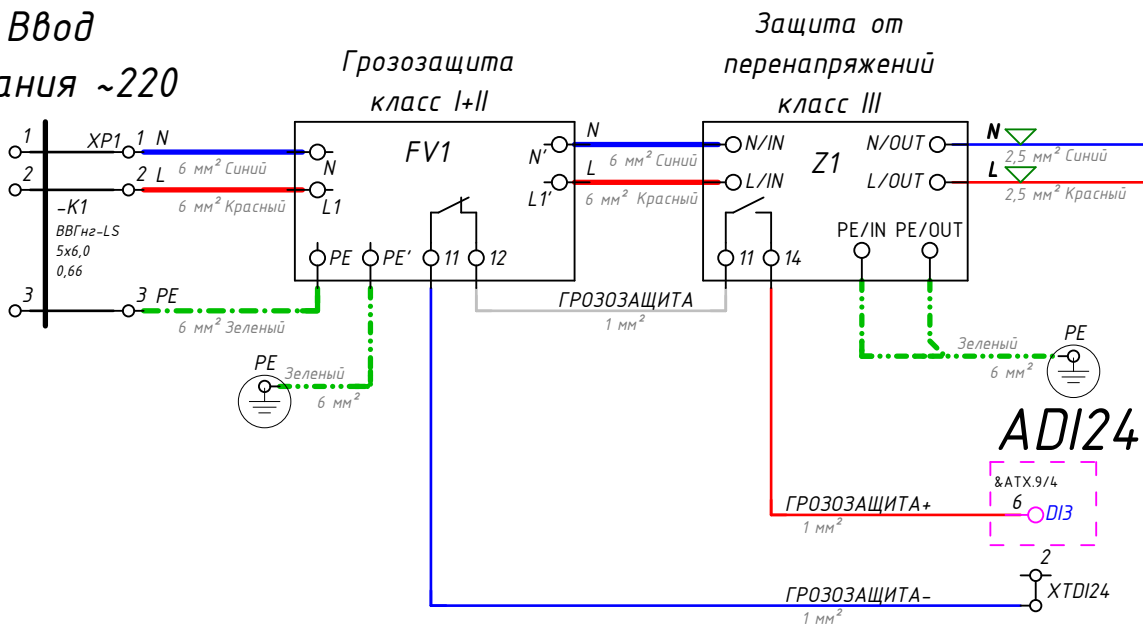 Ввод
ания ~220
Грозозащита
класс I+II
Защита от
перенапряжений
класс III
1
XP1
1
N
6 мм² Синий
2
2
L
6 мм² Красный
-К1
ВВГнг-LS
5x6,0
0,66
3
3
PE
6 мм² Зеленый
FV1
N
L1
N'
L1'
PE
PE'
11
12
N
6 мм² Синий
L
6 мм² Красный
Z1
N/IN
L/IN
N/OUT
L/OUT
PE/IN
PE/OUT
11
14
N
2,5 мм² Синий
L
2,5 мм² Красный
ГРОЗОЗАЩИТА
1 мм²
PE
Зеленый
6 мм²
Зеленый
6 мм²
PE
ADI24
&ATX.9/4
6
DI3
ГРОЗОЗАЩИТА+
1 мм²
2
XTDI24
ГРОЗОЗАЩИТА-
1 мм²